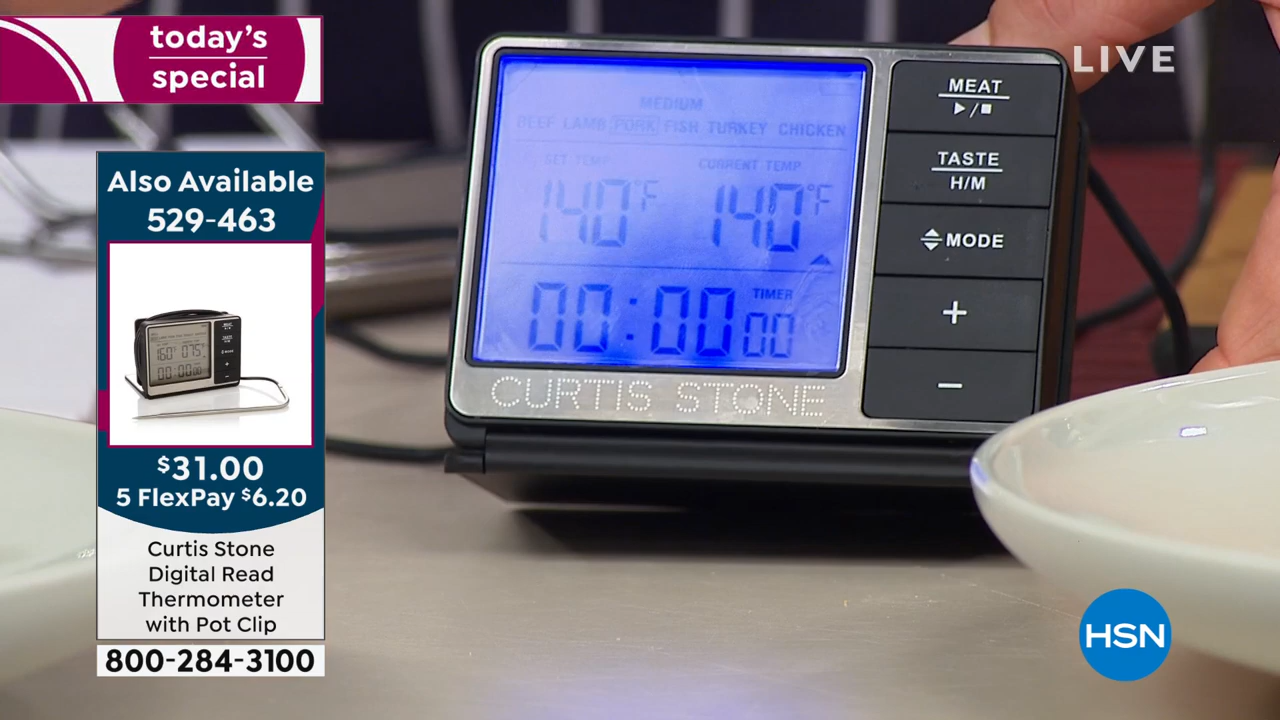 today's
special
LIVE
Also Available
529-463
$31.00
5 FlexPay $6.20
Curtis Stone
Digital Read
Thermometer
with Pot Clip
800-284-3100
MEDIUM
BEEF LAMB PORK FISH TURKEY CHICKEN
SET TEMP CURRENT TEMP
140°F 140°F
TIMER
00:00 00
CURTIS STONE
MEAT
▶/■
TASTE
H/M
MODE
+
−
HSN